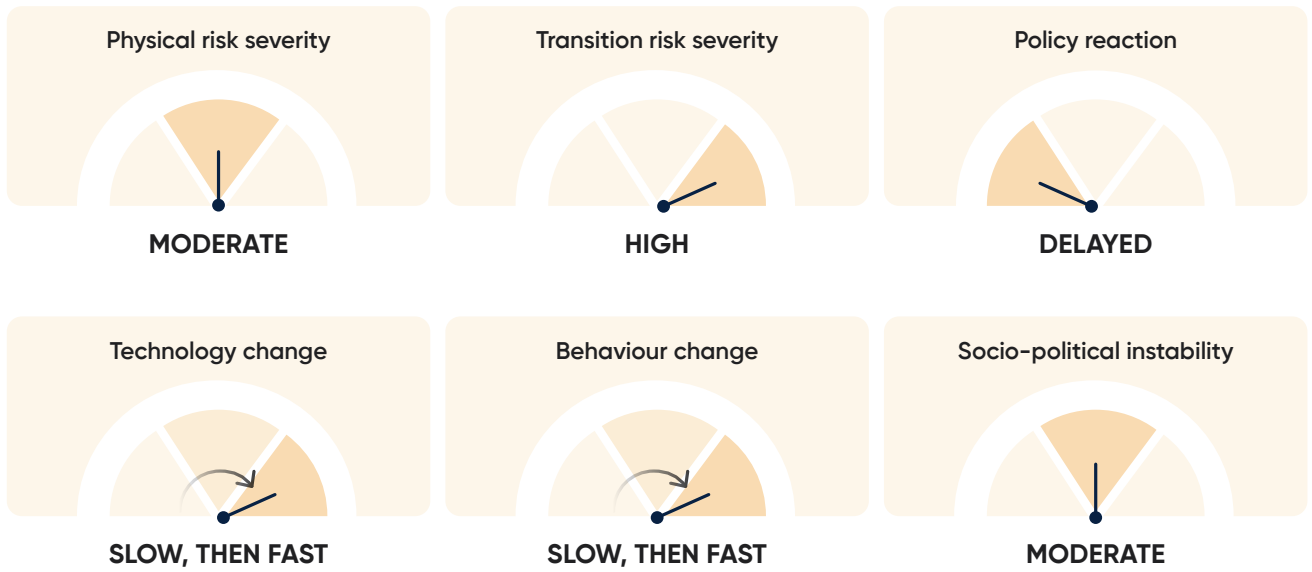 Physical risk severity
Transition risk severity
Policy reaction
MODERATE
HIGH
DELAYED
Technology change
Behaviour change
Socio-political instability
SLOW, THEN FAST
SLOW, THEN FAST
MODERATE